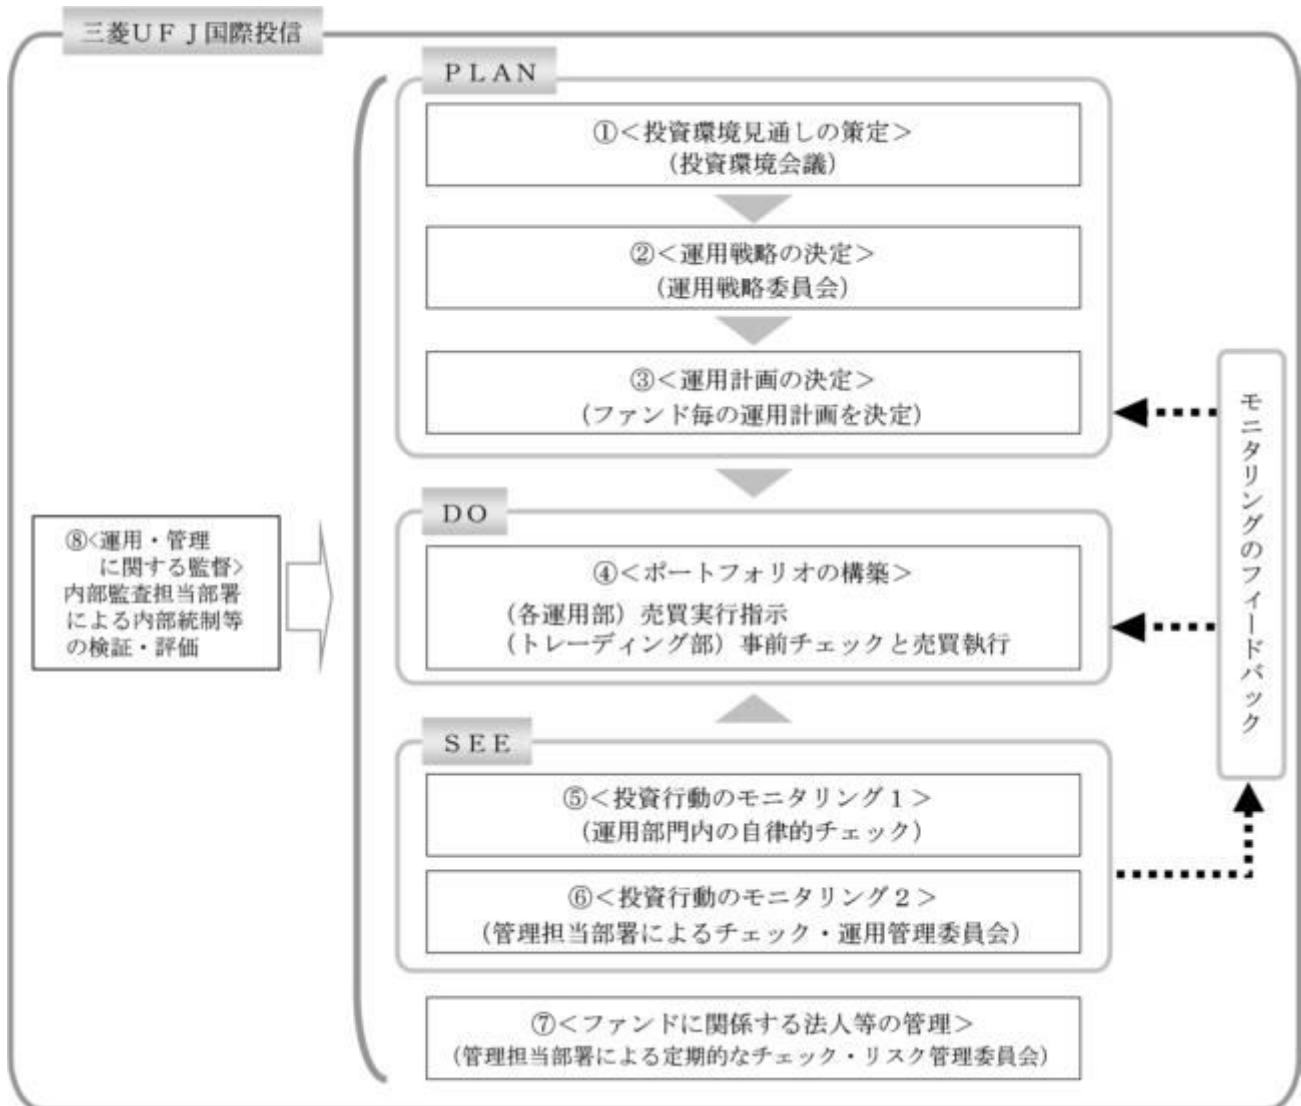 三菱ＵＦＪ国際投信
ＰＬＡＮ
①＜投資環境見通しの策定＞
（投資環境会議）
②＜運用戦略の決定＞
（運用戦略委員会）
③＜運用計画の決定＞
（ファンド毎の運用計画を決定）
ＤＯ
④＜ポートフォリオの構築＞
（各運用部）売買実行指示
（トレーディング部）事前チェックと売買執行
ＳＥＥ
⑤＜投資行動のモニタリング１＞
（運用部門内の自律的チェック）
⑥＜投資行動のモニタリング２＞
（管理担当部署によるチェック・運用管理委員会）
⑦＜ファンドに関係する法人等の管理＞
（管理担当部署による定期的なチェック・リスク管理委員会）
⑧<運用・管理
に関する監督>
内部監査担当部署
による内部統制等
の検証・評価
モニタリングのフィードバック